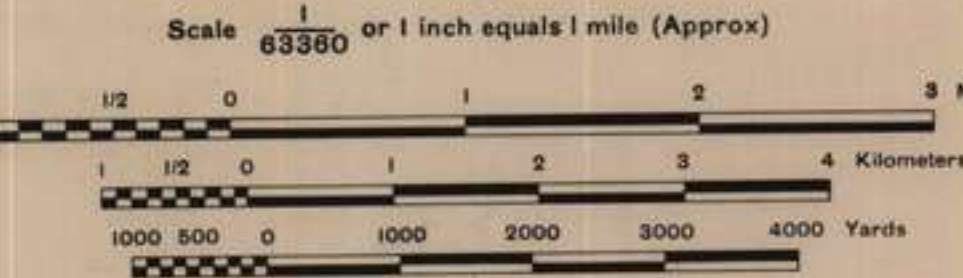 Scale 1/63360 or 1 inch equals 1 mile (Approx)
1/2 0 1 2 3
1 1/2 0 1 2 3 4 Kilometers
1000 500 0 1000 2000 3000 4000 Yards